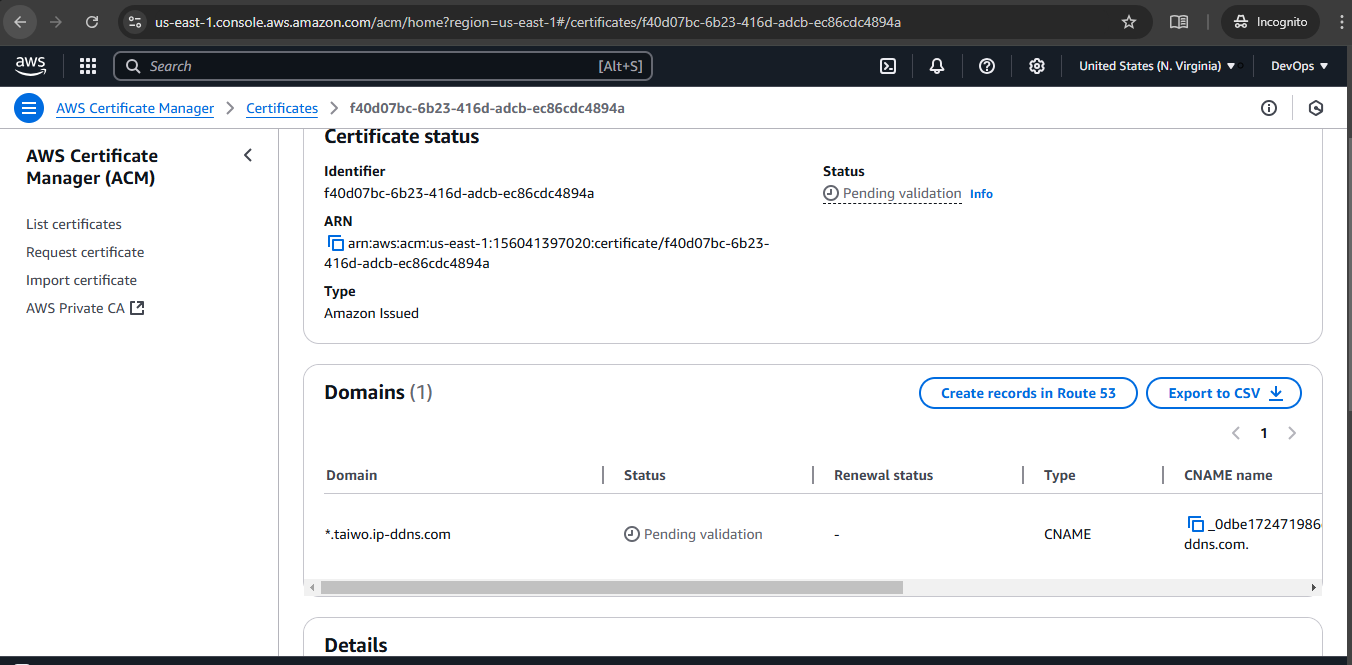 us-east-1.console.aws.amazon.com/acm/home?region=us-east-1#/certificates/f40d07bc-6b23-416d-adcb-ec86cdc4894a
Incognito
aws
Search
[Alt+S]
United States (N. Virginia)
DevOps
AWS Certificate Manager
Certificates
f40d07bc-6b23-416d-adcb-ec86cdc4894a
AWS Certificate
Manager (ACM)
List certificates
Request certificate
Import certificate
AWS Private CA
Certificate status
Identifier
f40d07bc-6b23-416d-adcb-ec86cdc4894a
Status
Pending validation
Info
ARN
arn:aws:acm:us-east-1:156041397020:certificate/f40d07bc-6b23-
416d-adcb-ec86cdc4894a
Type
Amazon Issued
Domains (1)
Create records in Route 53
Export to CSV
1
Domain
Status
Renewal status
Type
CNAME name
*.taiwo.ip-ddns.com
Pending validation
-
CNAME
_0dbe172471986
ddns.com.
Details